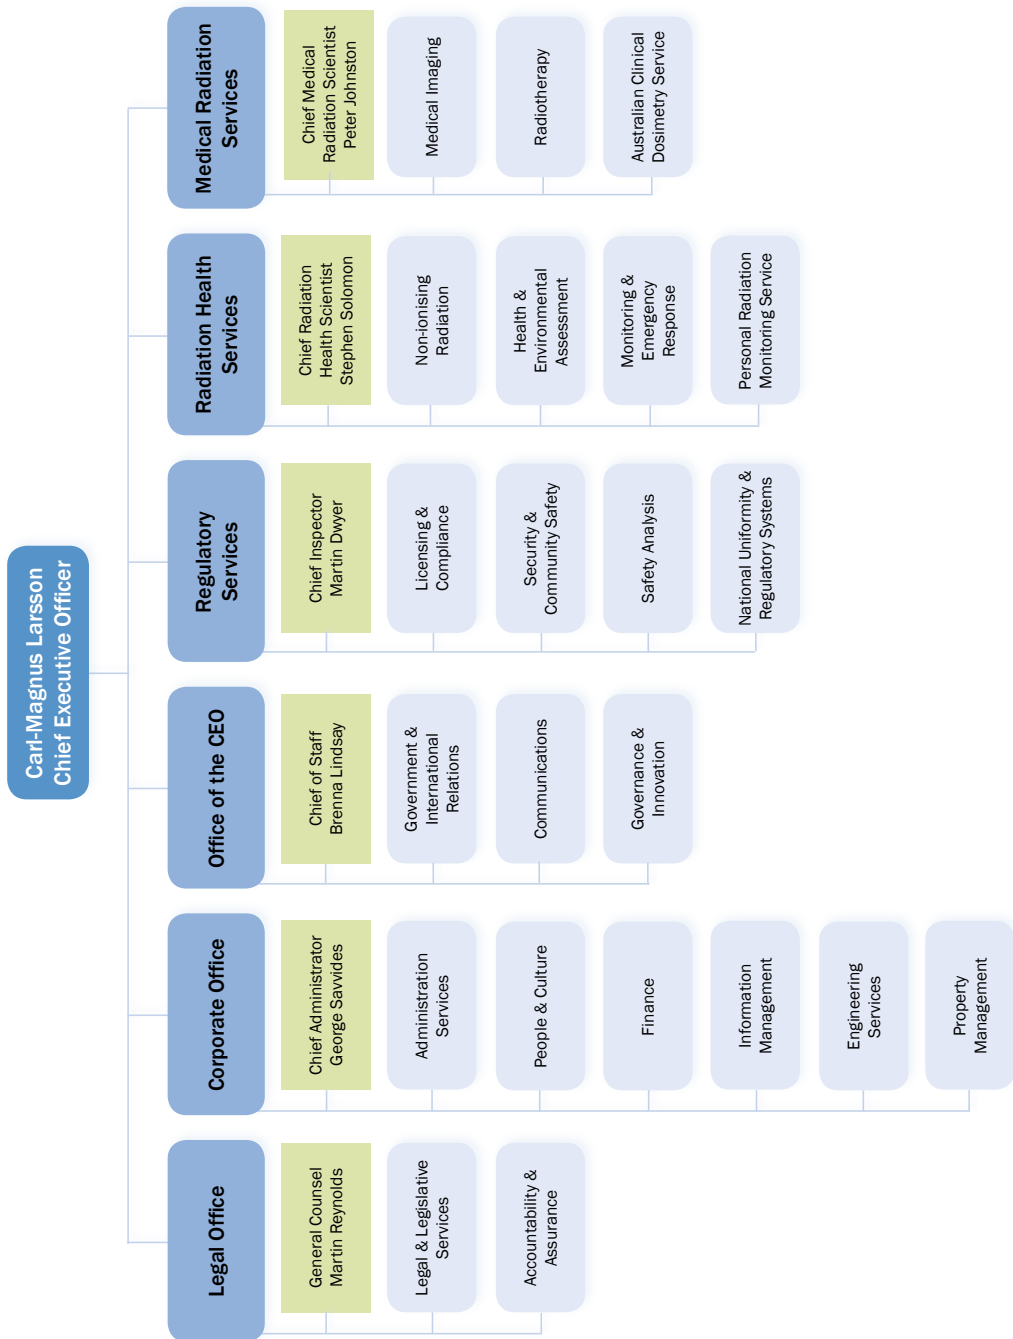 Carl-Magnus Larsson
Chief Executive Officer
Legal Office
General Counsel
Martin Reynolds
Legal & Legislative
Services
Accountability &
Assurance
Corporate Office
Chief Administrator
George Savvides
Administration
Services
People & Culture
Finance
Information
Management
Engineering
Services
Property
Management
Office of the CEO
Chief of Staff
Brenna Lindsay
Government &
International
Relations
Communications
Governance &
Innovation
Regulatory
Services
Chief Inspector
Martin Dwyer
Licensing &
Compliance
Security &
Community Safety
Safety Analysis
National Uniformity &
Regulatory Systems
Radiation Health
Services
Chief Radiation
Health Scientist
Stephen Solomon
Non-ionising
Radiation
Health &
Environmental
Assessment
Monitoring &
Emergency
Response
Personal Radiation
Monitoring Service
Medical Radiation
Services
Chief Medical
Radiation Scientist
Peter Johnston
Medical Imaging
Radiotherapy
Australian Clinical
Dosimetry Service